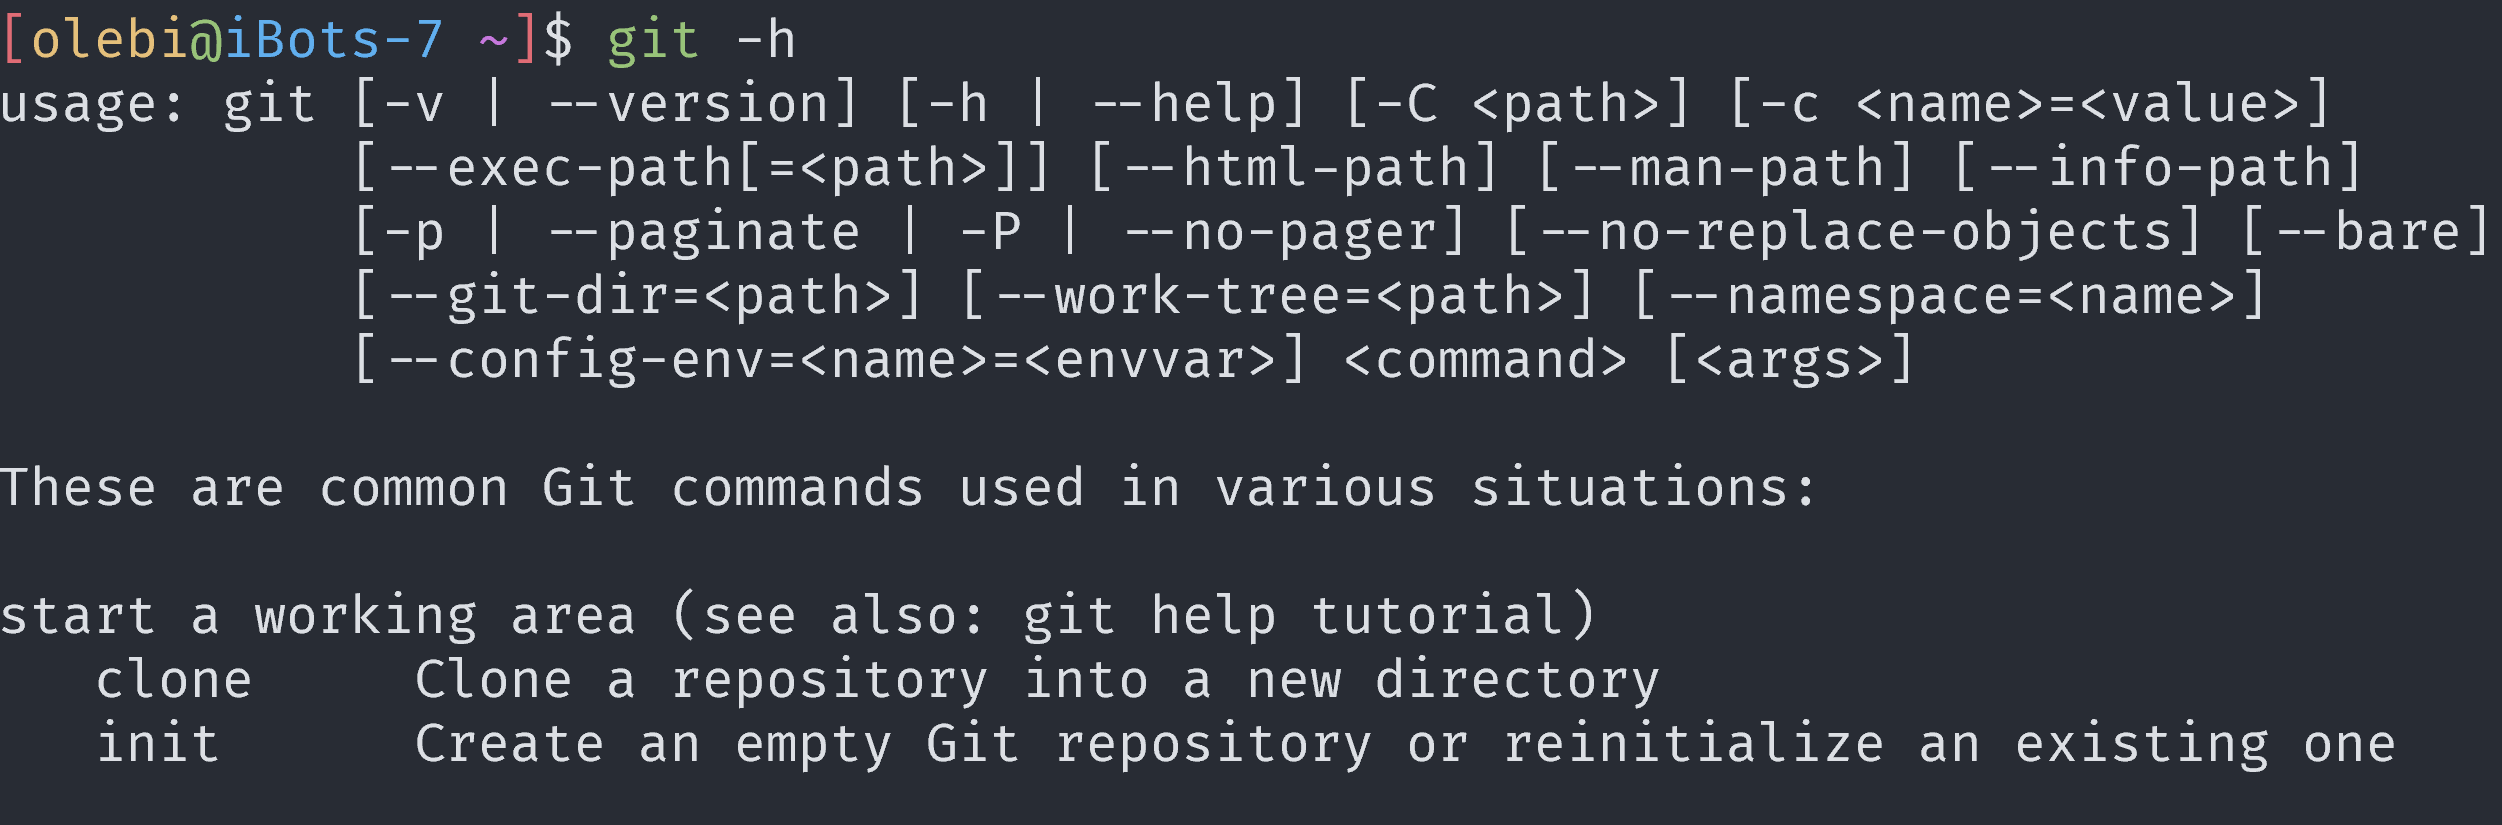 [olebi@iBots-7 ~]$ git -h
usage: git [-v | --version] [-h | --help] [-C <path>] [-c <name>=<value>]
           [--exec-path[=<path>]] [--html-path] [--man-path] [--info-path]
           [-p | --paginate | -P | --no-pager] [--no-replace-objects] [--bare]
           [--git-dir=<path>] [--work-tree=<path>] [--namespace=<name>]
           [--config-env=<name>=<envvar>] <command> [<args>]

These are common Git commands used in various situations:

start a working area (see also: git help tutorial)
   clone     Clone a repository into a new directory
   init      Create an empty Git repository or reinitialize an existing one